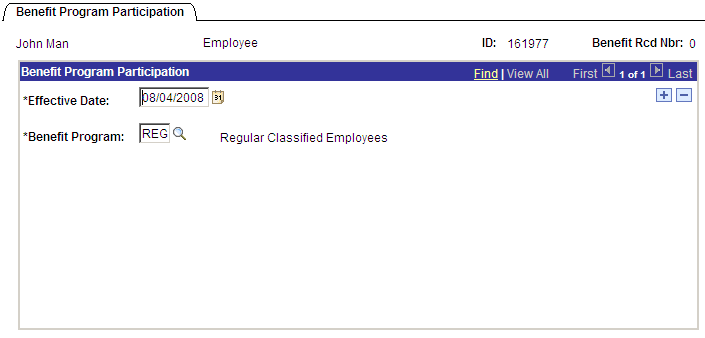 Benefit Program Participation
John Man Employee ID: 161977 Benefit Rcd Nbr: 0
Benefit Program Participation Find | View All First 1 of 1 Last
*Effective Date: 08/04/2008 31
*Benefit Program: REG Regular Classified Employees